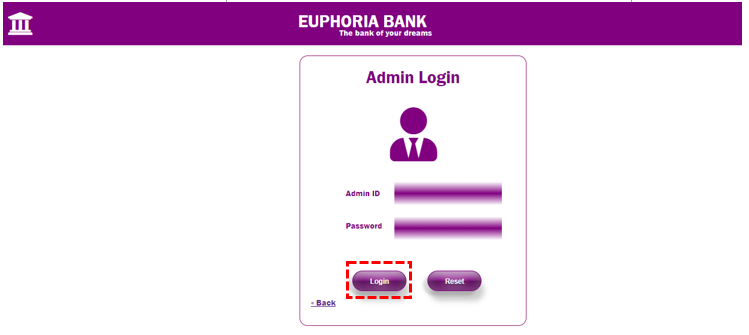 EUPHORIA BANK
The bank of your dreams
Admin Login
Admin ID
Password
Login Reset
- Back